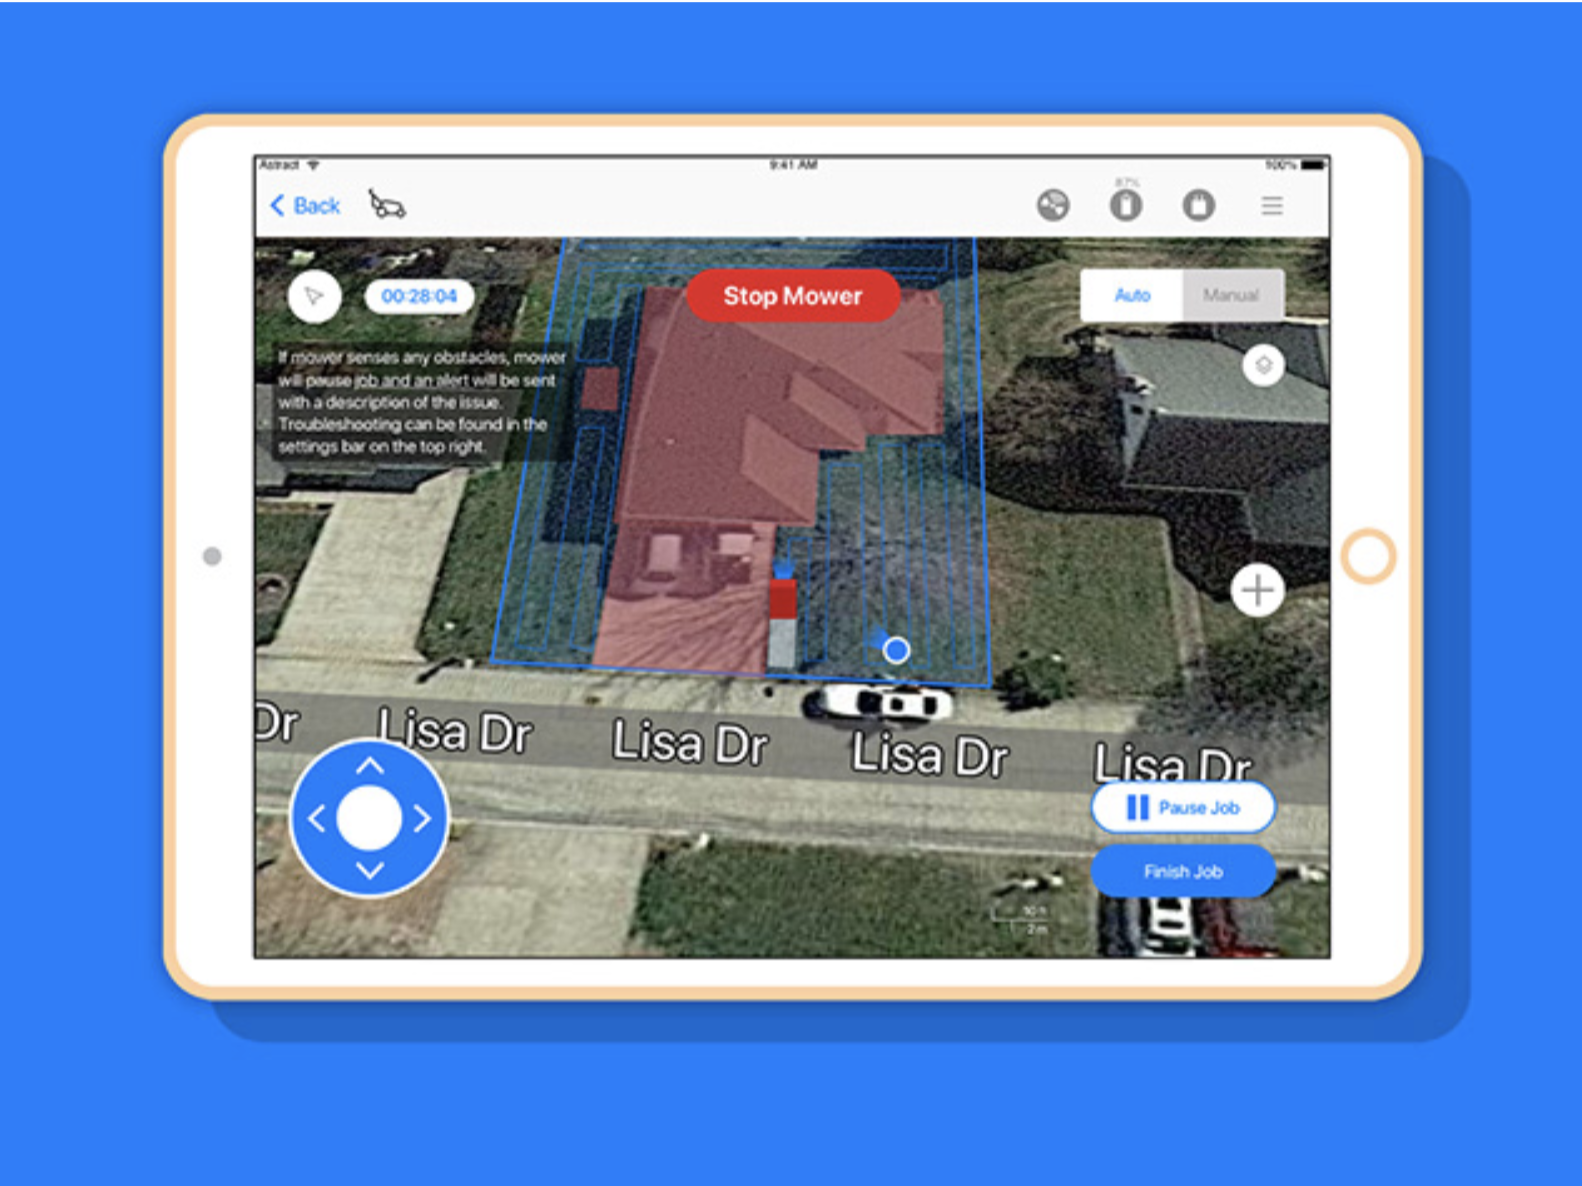 Astract
9:41 AM
100%
Back
87%
00:28:04
Stop Mower
Auto
Manual
If mower senses any obstacles, mower
will pause job and an alert will be sent
with a description of the issue.
Troubleshooting can be found in the
settings bar on the top right.
Dr
Lisa Dr
Lisa Dr
Lisa Dr
Lisa Dr
Pause Job
Finish Job
10 ft
2 m